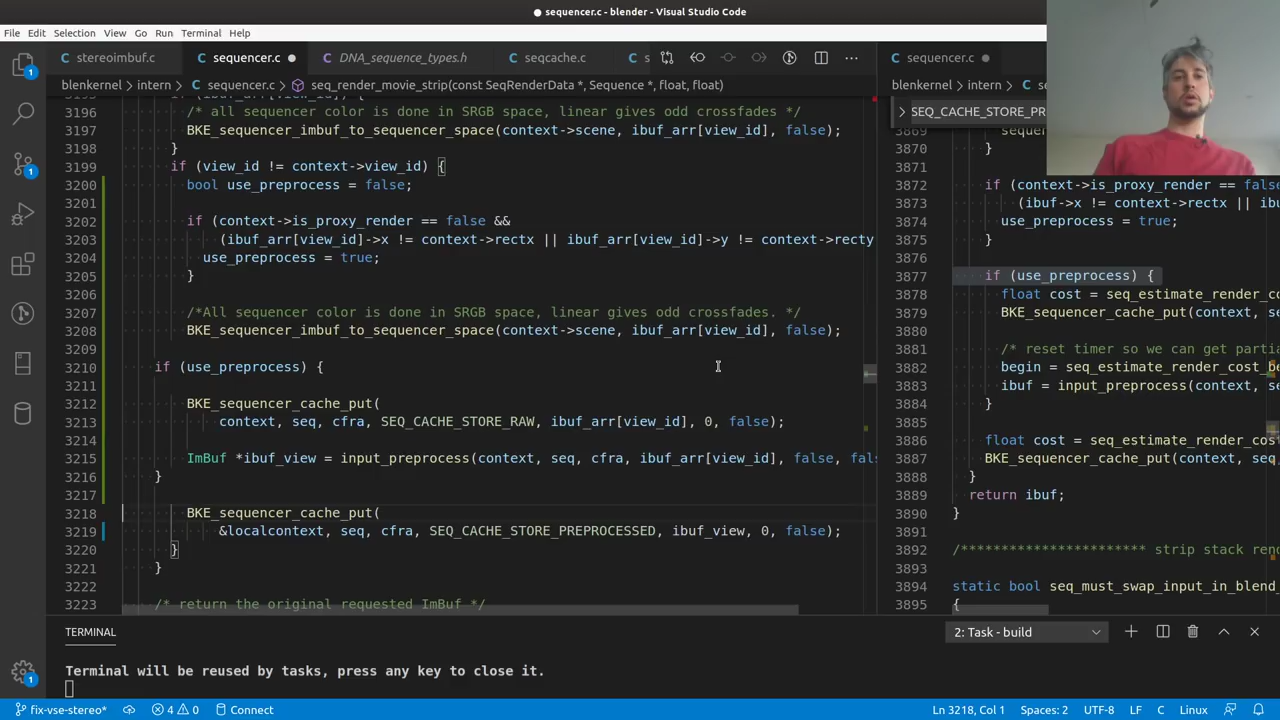 ● sequencer.c - blender - Visual Studio Code
File Edit Selection View Go Run Terminal Help
stereoimbuf.c
sequencer.c ●
DNA_sequence_types.h
seqcache.c
s
sequencer.c ●
blenkernel > intern > sequencer.c > seq_render_movie_strip(const SeqRenderData *, Sequence *, float, float)
blenkernel > intern > s
3196 /* all sequencer color is done in SRGB space, linear gives odd crossfades */
3197 BKE_sequencer_imbuf_to_sequencer_space(context->scene, ibuf_arr[view_id], false);
3198 }
3199 if (view_id != context->view_id) {
3200 bool use_preprocess = false;
3201
3202 if (context->is_proxy_render == false &&
3203 (ibuf_arr[view_id]->x != context->rectx || ibuf_arr[view_id]->y != context->recty
3204 use_preprocess = true;
3205 }
3206
3207 /*All sequencer color is done in SRGB space, linear gives odd crossfades. */
3208 BKE_sequencer_imbuf_to_sequencer_space(context->scene, ibuf_arr[view_id], false);
3209
3210 if (use_preprocess) {
3211
3212 BKE_sequencer_cache_put(
3213 context, seq, cfra, SEQ_CACHE_STORE_RAW, ibuf_arr[view_id], 0, false);
3214
3215 ImBuf *ibuf_view = input_preprocess(context, seq, cfra, ibuf_arr[view_id], false, fals
3216 }
3217
3218 BKE_sequencer_cache_put(
3219 &localcontext, seq, cfra, SEQ_CACHE_STORE_PREPROCESSED, ibuf_view, 0, false);
3220 }
3221 }
3222
3223 /* return the original requested ImBuf */
SEQ_CACHE_STORE_PR
3869 seque
3870 }
3871
3872 if (context->is_proxy_render == false
3873 (ibuf->x != context->rectx || ibu
3874 use_preprocess = true;
3875 }
3876
3877 if (use_preprocess) {
3878 float cost = seq_estimate_render_co
3879 BKE_sequencer_cache_put(context, se
3880
3881 /* reset timer so we can get partia
3882 begin = seq_estimate_render_cost_be
3883 ibuf = input_preprocess(context, se
3884 }
3885
3886 float cost = seq_estimate_render_cost
3887 BKE_sequencer_cache_put(context, seq,
3888 }
3889 return ibuf;
3890 }
3891
3892 /*********************** strip stack rend
3893
3894 static bool seq_must_swap_input_in_blend_
3895 {
TERMINAL
2: Task - build
Terminal will be reused by tasks, press any key to close it.
fix-vse-stereo* 4 0 Connect
Ln 3218, Col 1 Spaces: 2 UTF-8 LF C Linux